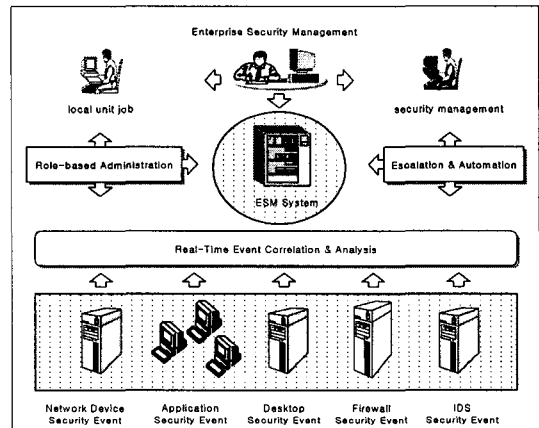 Enterprise Security Management
local unit job
security management
Role-based Administration
Escalation & Automation
ESM System
Real-Time Event Correlation & Analysis
Network Device
Security Event
Application
Security Event
Desktop
Security Event
Firewall
Security Event
IDS
Security Event